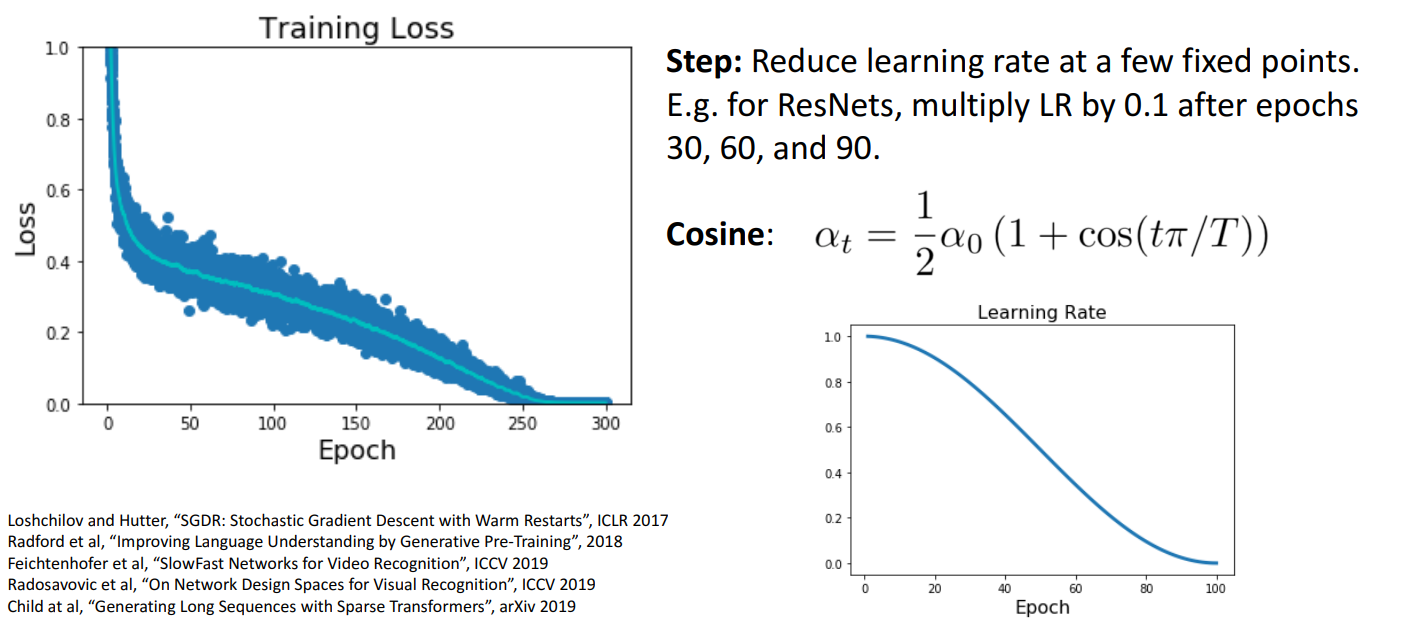 Training Loss
1.0
0.8
0.6
0.4
0.2
0.0
Loss
0 50 100 150 200 250 300
Epoch
Step: Reduce learning rate at a few fixed points.
E.g. for ResNets, multiply LR by 0.1 after epochs
30, 60, and 90.
Cosine: α_t = 1/2 α_0 (1 + cos(tπ/T))
Learning Rate
1.0
0.8
0.6
0.4
0.2
0.0
0 20 40 60 80 100
Epoch
Loshchilov and Hutter, “SGDR: Stochastic Gradient Descent with Warm Restarts”, ICLR 2017
Radford et al, “Improving Language Understanding by Generative Pre-Training”, 2018
Feichtenhofer et al, “SlowFast Networks for Video Recognition”, ICCV 2019
Radosavovic et al, “On Network Design Spaces for Visual Recognition”, ICCV 2019
Child at al, “Generating Long Sequences with Sparse Transformers”, arXiv 2019